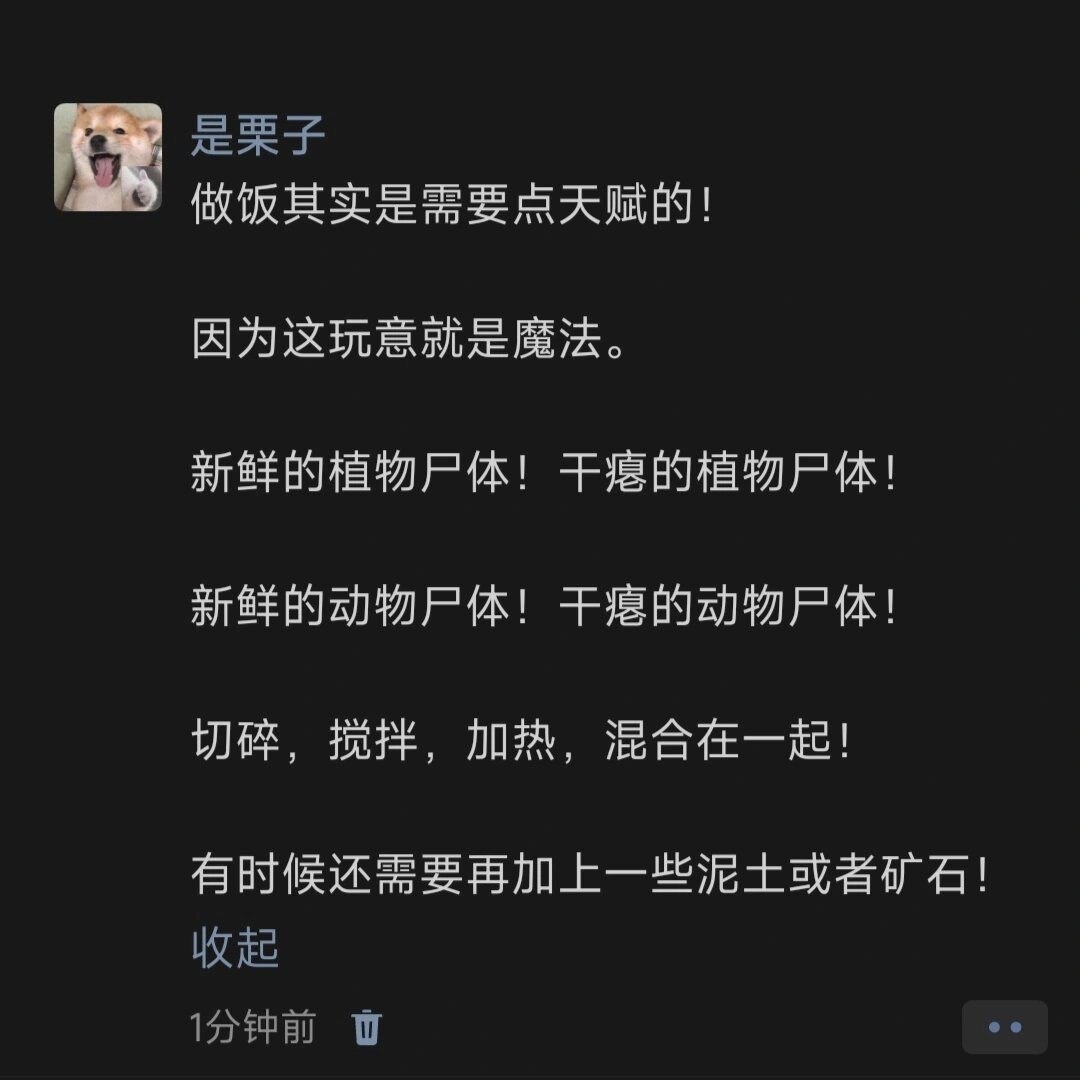 是栗子
做饭其实是需要点天赋的！
因为这玩意就是魔法。
新鲜的植物尸体！干瘪的植物尸体！
新鲜的动物尸体！干瘪的动物尸体！
切碎，搅拌，加热，混合在一起！
有时候还需要再加上一些泥土或者矿石！
收起
1分钟前